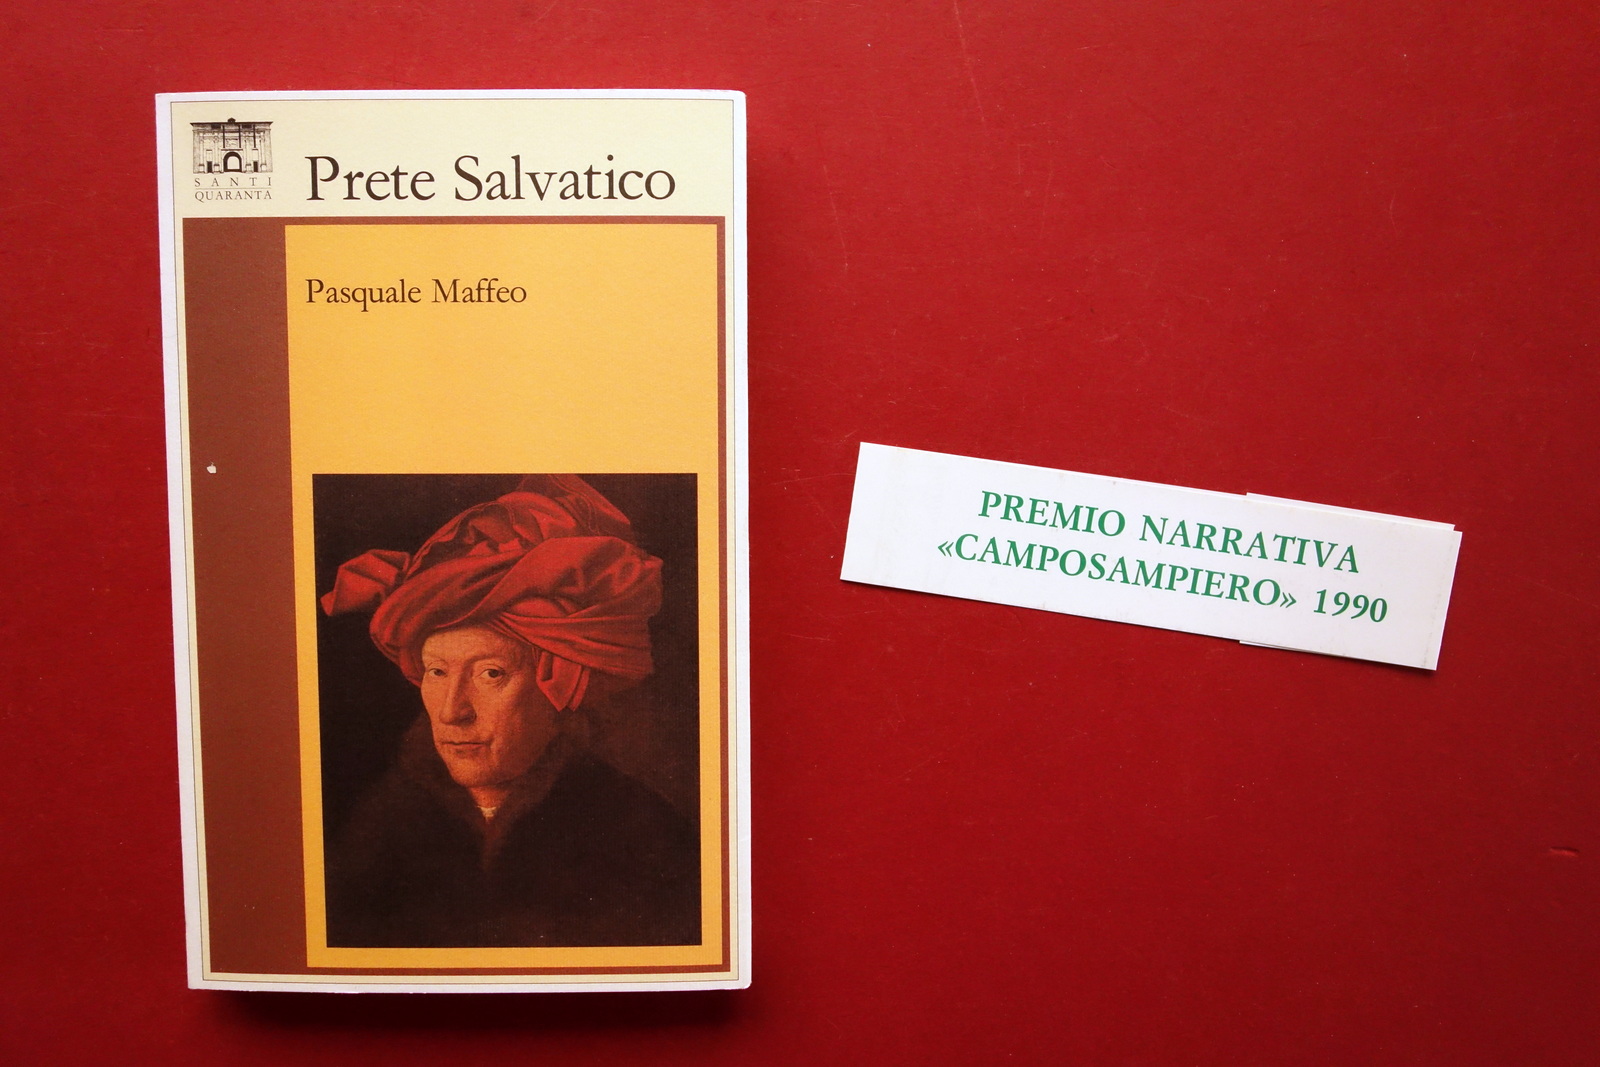 SANTI
QUARANTA
Prete Salvatico
Pasquale Maffeo
PREMIO NARRATIVA
«CAMPOSAMPIERO» 1990